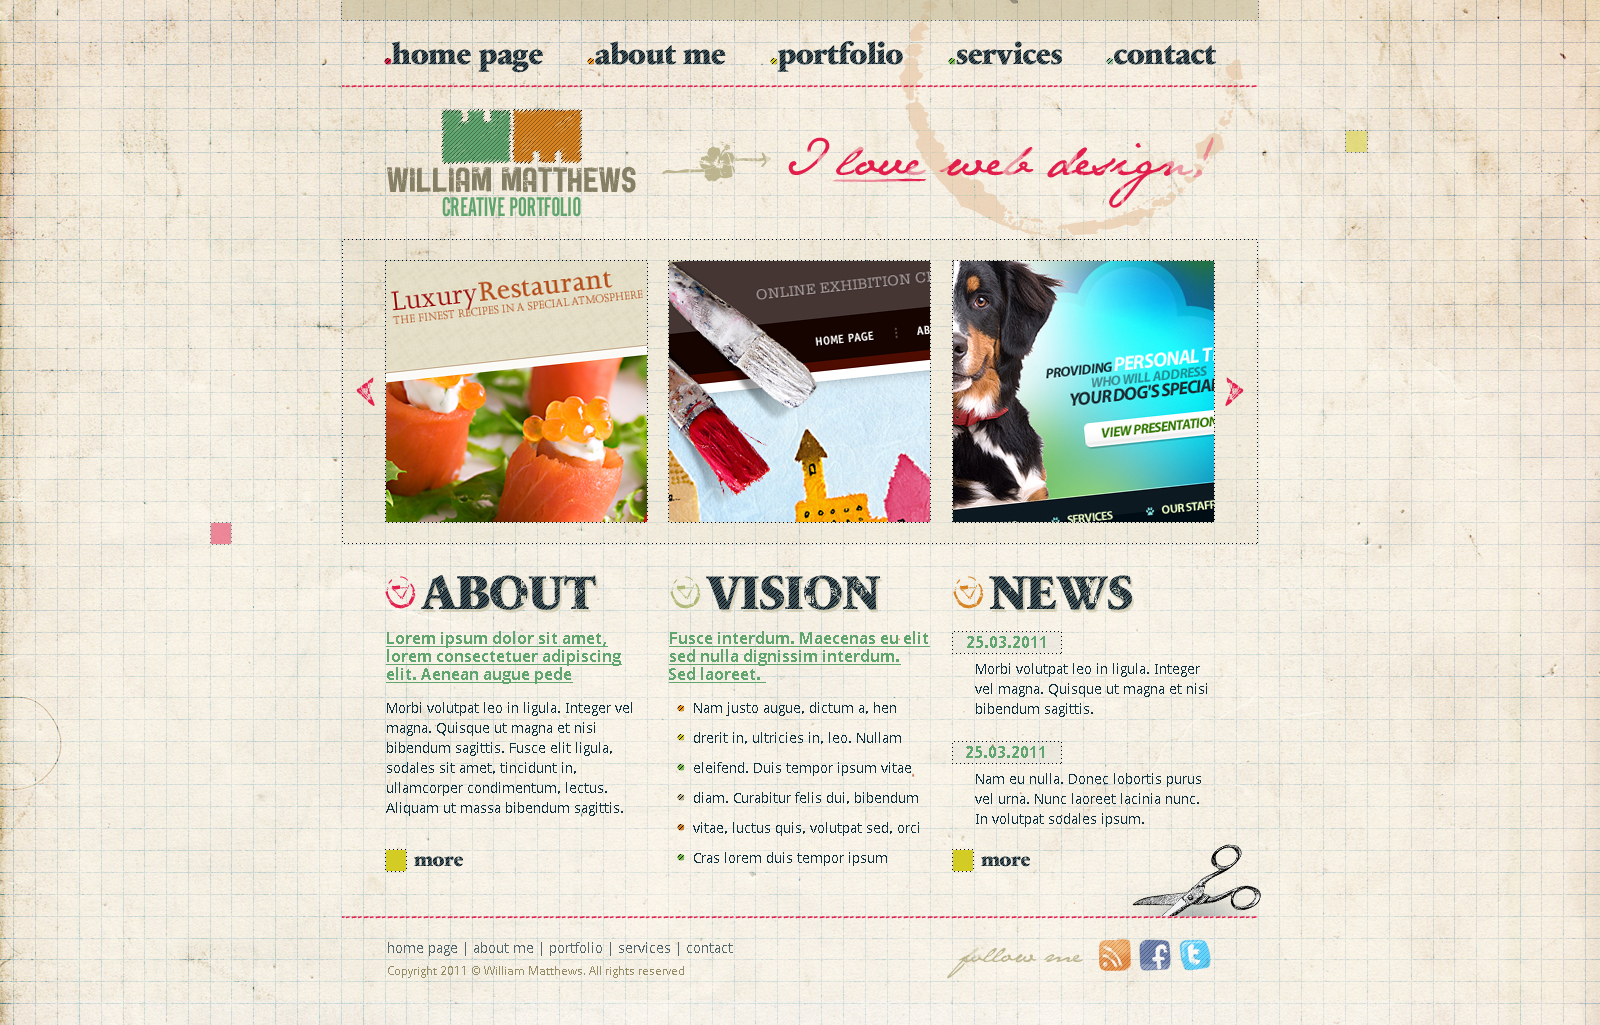 home page about me portfolio services contact
WILLIAM MATTHEWS
CREATIVE PORTFOLIO
I love web design!
Luxury Restaurant
THE FINEST RECIPES IN A SPECIAL ATMOSPHERE
ONLINE EXHIBITION
HOME PAGE
PROVIDING PERSONAL
WHO WILL ADDRESS
YOUR DOG'S SPECIAL
VIEW PRESENTATION
SERVICES
OUR STAFF
ABOUT
Lorem ipsum dolor sit amet,
lorem consectetuer adipiscing
elit. Aenean augue pede
Morbi volutpat leo in ligula. Integer vel
magna. Quisque ut magna et nisi
bibendum sagittis. Fusce elit ligula,
sodales sit amet, tincidunt in,
ullamcorper condimentum, lectus.
Aliquam ut massa bibendum sagittis.
more
VISION
Fusce interdum. Maecenas eu elit
sed nulla dignissim interdum.
Sed laoreet.
Nam justo augue, dictum a, hen
drerit in, ultricies in, leo. Nullam
eleifend. Duis tempor ipsum vitae
diam. Curabitur felis dui, bibendum
vitae, luctus quis, volutpat sed, orci
Cras lorem duis tempor ipsum
NEWS
25.03.2011
Morbi volutpat leo in ligula. Integer
vel magna. Quisque ut magna et nisi
bibendum sagittis.
25.03.2011
Nam eu nulla. Donec lobortis purus
vel urna. Nunc laoreet lacinia nunc.
In volutpat sodales ipsum.
more
home page | about me | portfolio | services | contact
Copyright 2011 © William Matthews. All rights reserved
follow me